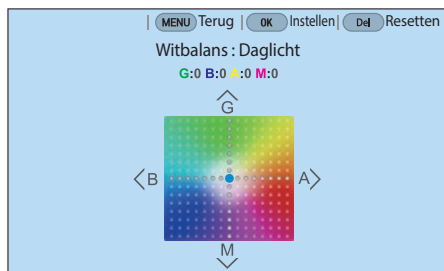 MENU Terug | OK Instellen | Del Resetten
Witbalans : Daglicht
G:0 B:0 A:0 M:0
G
B A
M